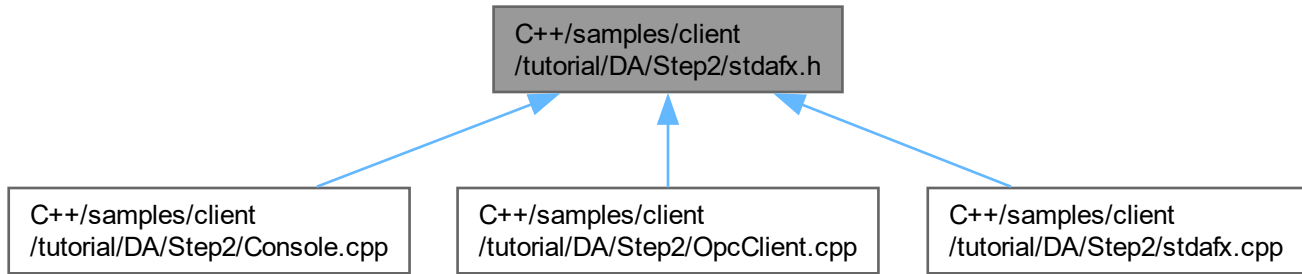 C++/samples/client
/tutorial/DA/Step2/stdafx.h
C++/samples/client
/tutorial/DA/Step2/Console.cpp
C++/samples/client
/tutorial/DA/Step2/OpcClient.cpp
C++/samples/client
/tutorial/DA/Step2/stdafx.cpp